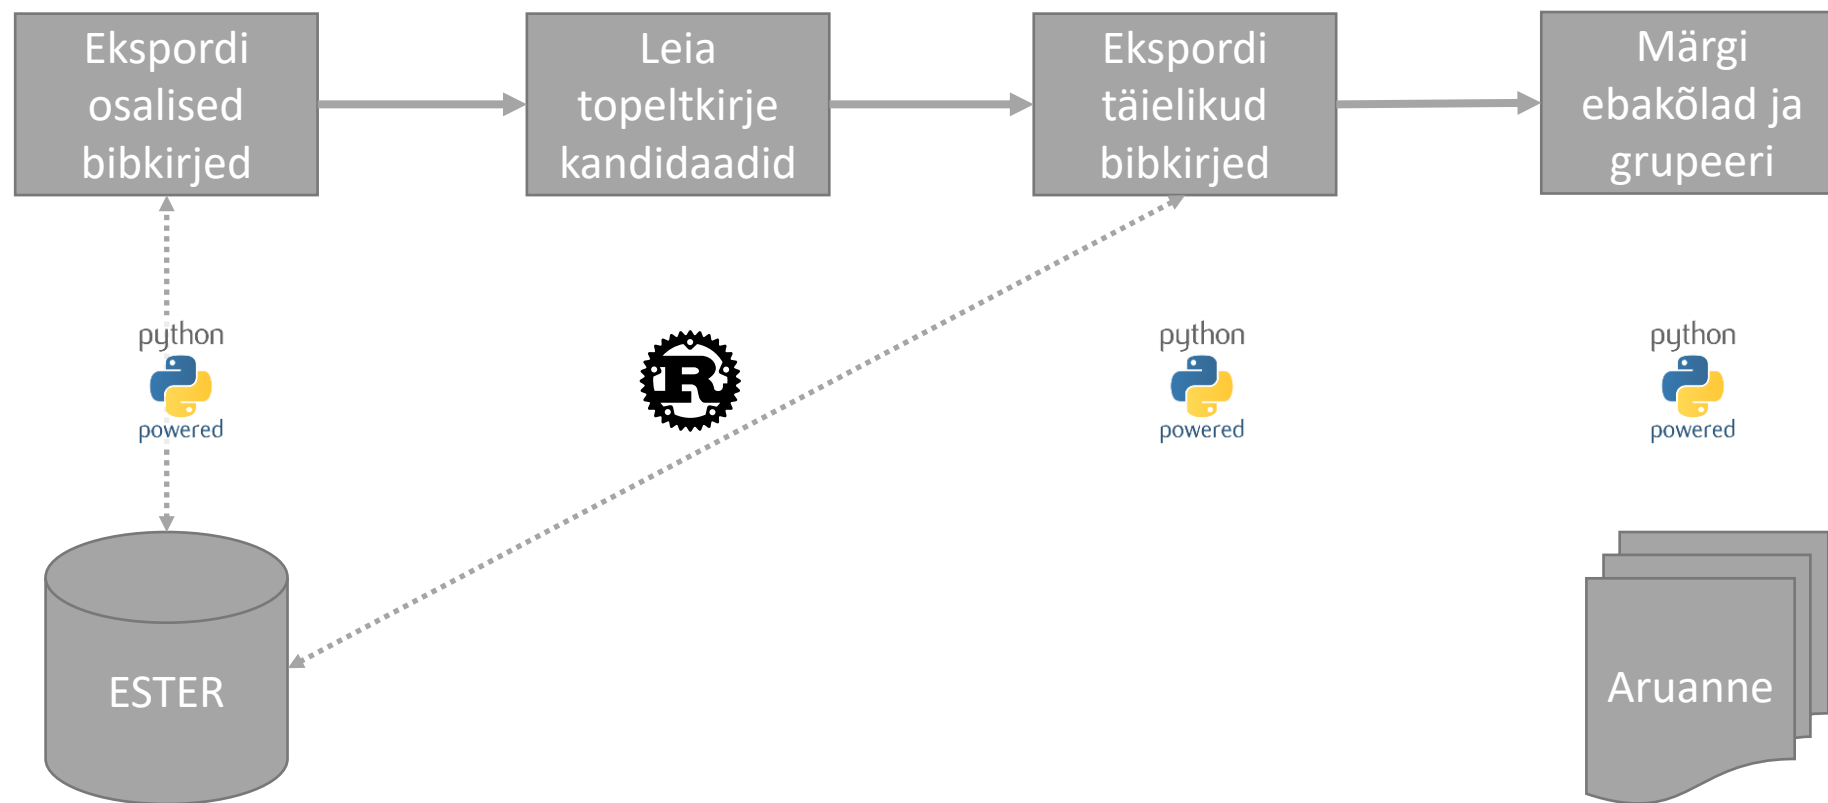 Ekspordi
osalised
bibkirjed
Leia
topeltkirje
kandidaadid
Ekspordi
täielikud
bibkirjed
Märgi
ebakõlad ja
grupeeri
python
powered
R
python
powered
python
powered
ESTER
Aruanne